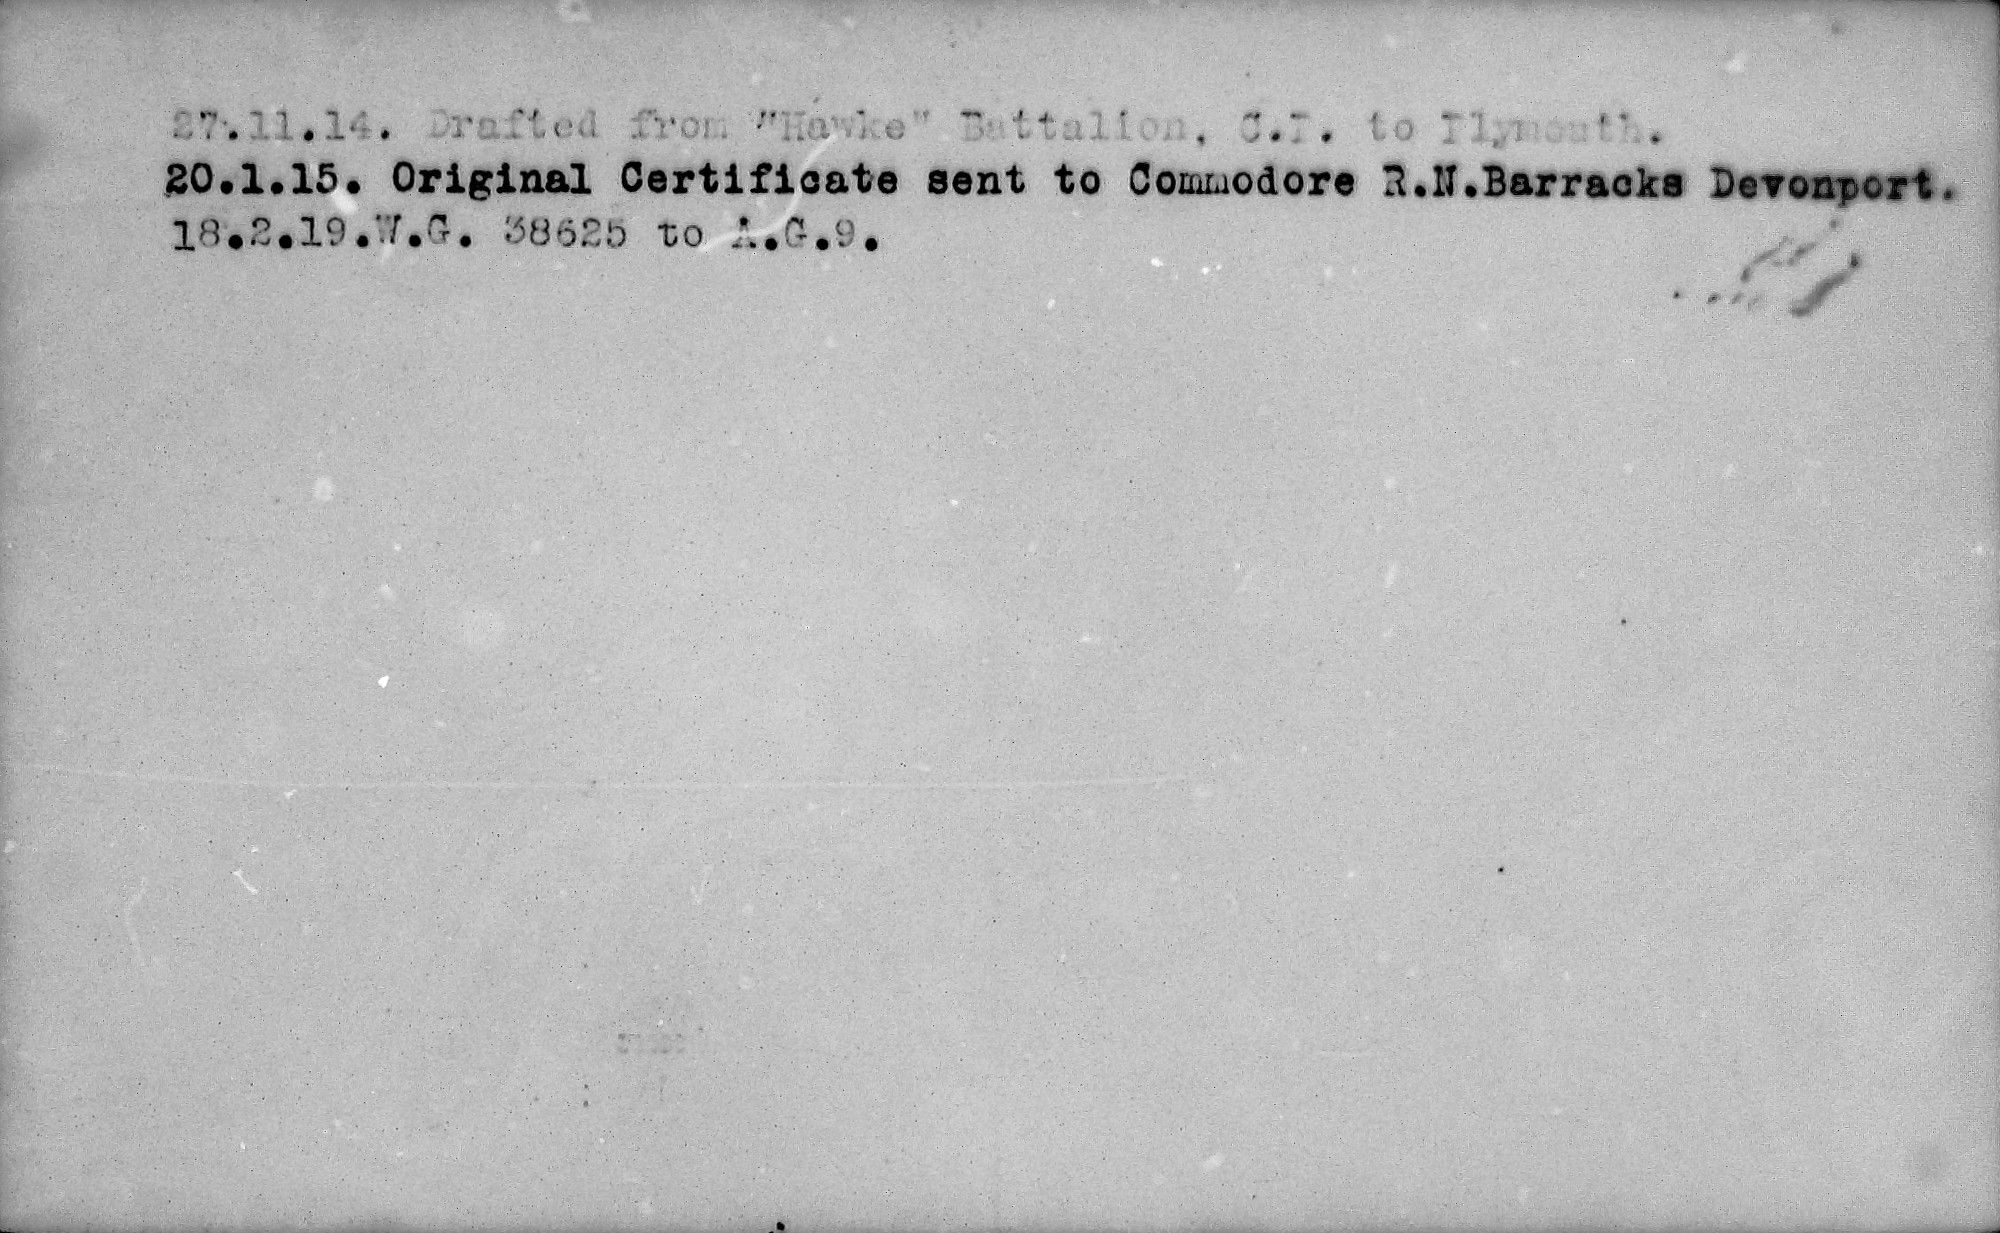 27.11.14. Drafted from "Hawke" Battalion, C.P. to Plymouth.
20.1.15. Original Certificate sent to Commodore R.N.Barracks Devonport.
18.2.19.W.G. 38625 to A.G.9.